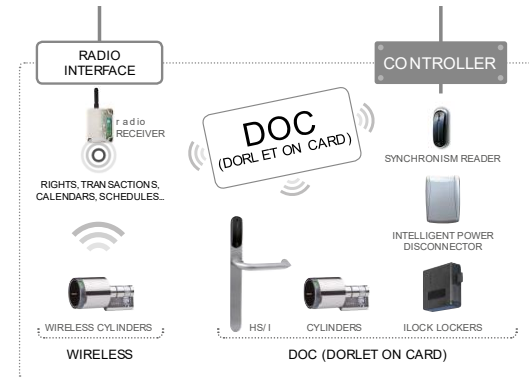 RADIO
INTERFACE
CONTROLLER
radio
RECEIVER
DOC
(DORLET ON CARD)
SYNCHRONISM READER
RIGHTS, TRANSACTIONS,
CALENDARS, SCHEDULES...
INTELLIGENT POWER
DISCONNECTOR
WIRELESS CYLINDERS
HS/I
CYLINDERS
ILOCK LOCKERS
WIRELESS
DOC (DORLET ON CARD)